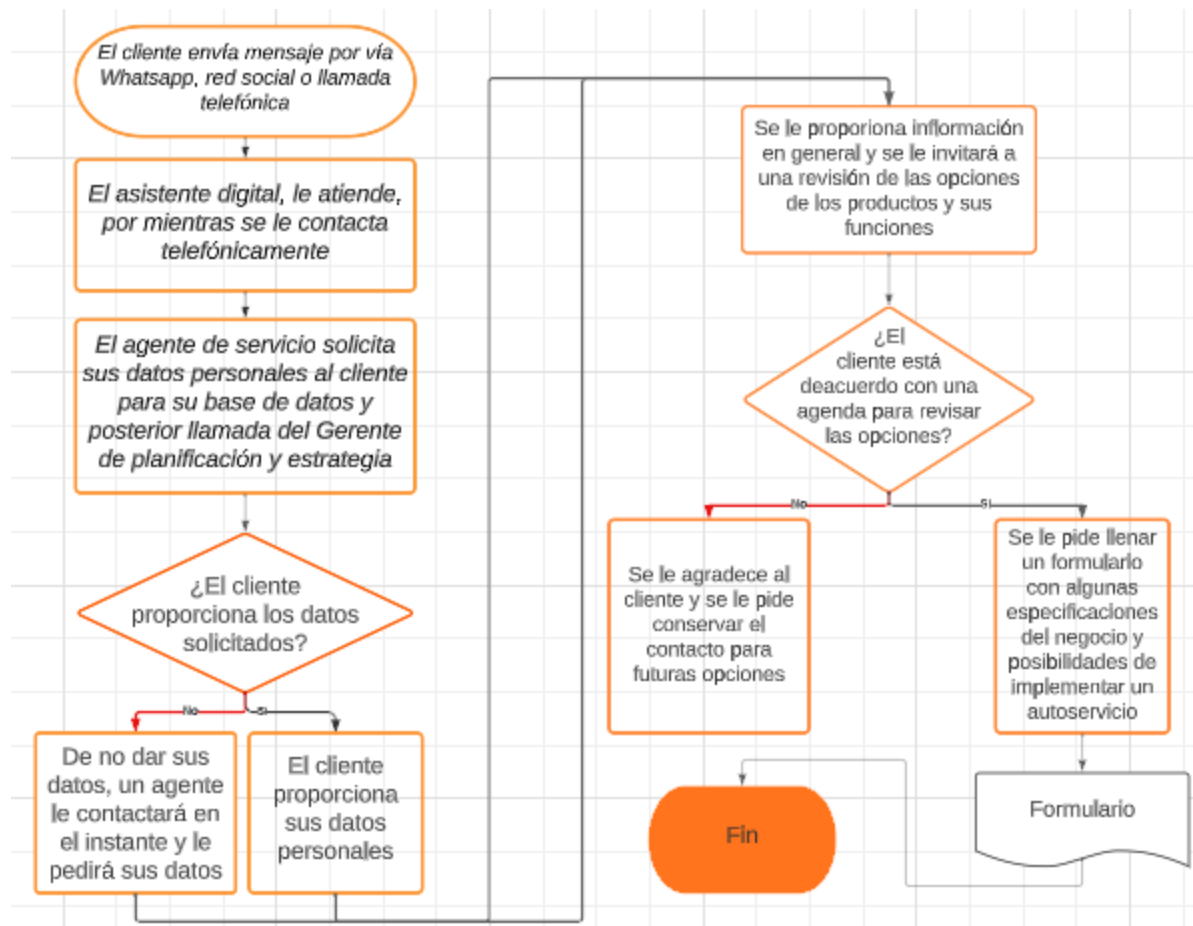 El cliente envía mensaje por vía
Whatsapp, red social o llamada
telefónica
El asistente digital, le atiende,
por mientras se le contacta
telefónicamente
El agente de servicio solicita
sus datos personales al cliente
para su base de datos y
posterior llamada del Gerente
de planificación y estrategia
¿El cliente
proporciona los datos
solicitados?
No
Si
De no dar sus
datos, un agente
le contactará en
el instante y le
pedirá sus datos
El cliente
proporciona
sus datos
personales
Se le proporiona información
en general y se le invitará a
una revisión de las opciones
de los productos y sus
funciones
¿El
cliente está
deacuerdo con una
agenda para revisar
las opciones?
No
Si
Se le agradece al
cliente y se le pide
conservar el
contacto para
futuras opciones
Se le pide llenar
un formulario
con algunas
especificaciones
del negocio y
posibilidades de
implementar un
autoservicio
Formulario
Fin